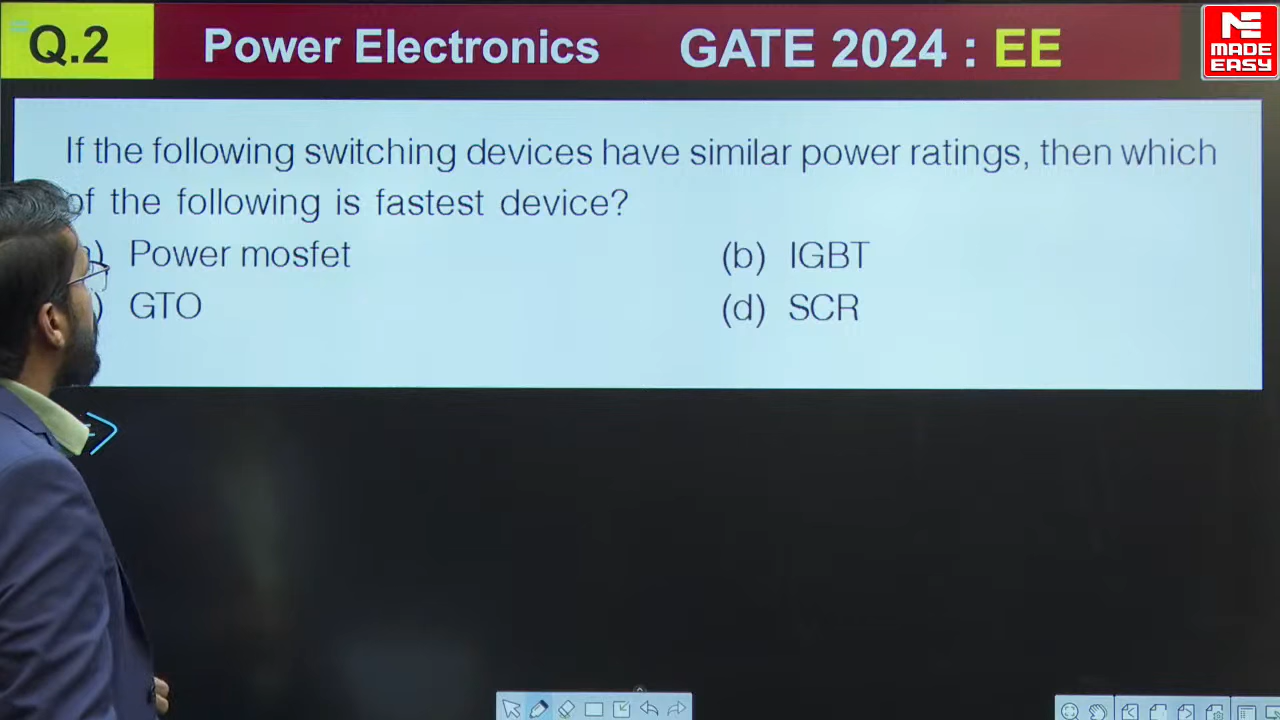 Q.2 Power Electronics GATE 2024 : EE
ME
MADE
EASY
If the following switching devices have similar power ratings, then which
of the following is fastest device?
Power mosfet (b) IGBT
GTO (d) SCR